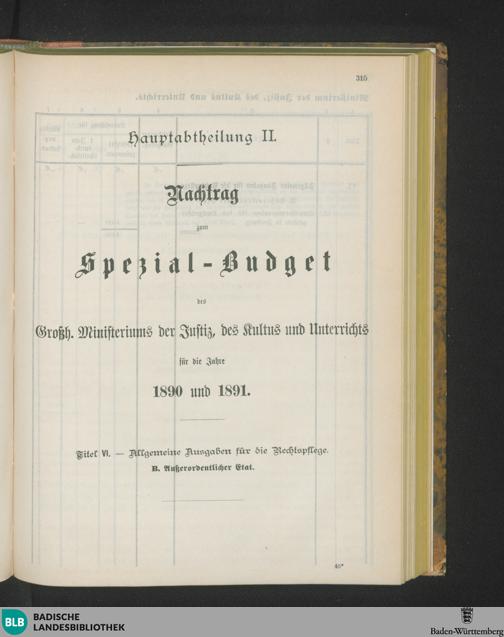 315
Hauptabtheilung II.
Nachtrag
zum
Spezial-Budget
des
Großh. Ministeriums der Justiz, des Kultus und Unterrichts
für die Jahre
1890 und 1891.
Titel VI. — Allgemeine Ausgaben für die Rechtspflege.
B. Außerordentlicher Etat.
40*
BLB BADISCHE
LANDESBIBLIOTHEK
Baden-Württemberg